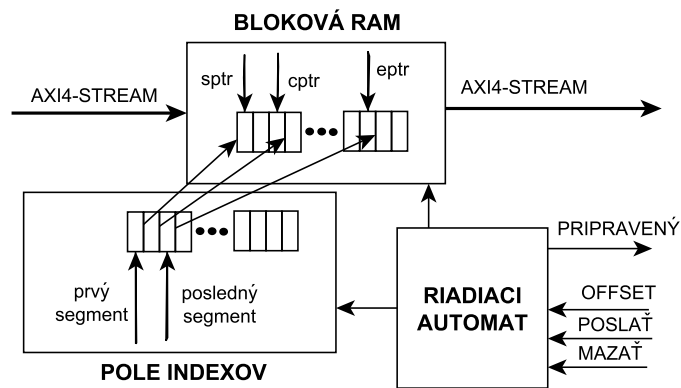 BLOKOVÁ RAM
sptr
cptr
eptr
AXI4-STREAM
AXI4-STREAM
prvý
segment
posledný
segment
POLE INDEXOV
RIADIACI
AUTOMAT
PRIPRAVENÝ
OFFSET
POSLAŤ
MAZAŤ